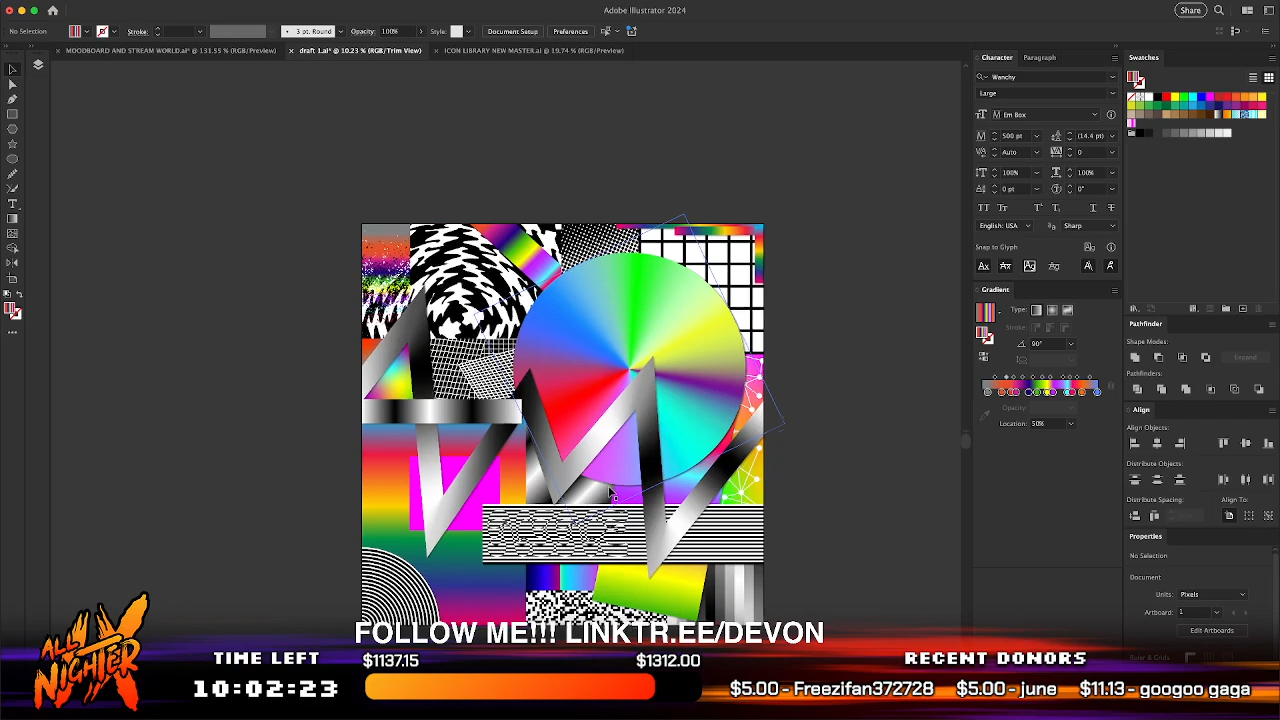 Adobe Illustrator 2024
Share
No Selection
Stroke:
3 pt. Round
Opacity:
100%
Style:
Document Setup
Preferences
MOODBOARD AND STREAM WORLD.ai* @ 131.55 % (RGB/Preview)
draft 1.ai* @ 10.23 % (RGB/Trim View)
ICON LIBRARY NEW MASTER.ai @ 19.74 % (RGB/Preview)
Character
Paragraph
Wanchy
Large
Em Box
500 pt
(14.4 pt)
Auto
0
100%
100%
0 pt
0°
English: USA
Sharp
Snap to Glyph
Gradient
Type:
Stroke:
90°
Opacity:
Location:
50%
Swatches
Pathfinder
Shape Modes:
Expand
Pathfinders:
Align
Align Objects:
Distribute Objects:
Distribute Spacing:
Align To:
Properties
No Selection
Document
Units:
Pixels
Artboard:
1
Edit Artboards
Ruler & Grids
FOLLOW ME!!! LINKTR.EE/DEVON
ALL NIGHTER
TIME LEFT
10:02:23
$1137.15
$1312.00
RECENT DONORS
$5.00 - Freezifan372728
$5.00 - june
$11.13 - googoo gaga